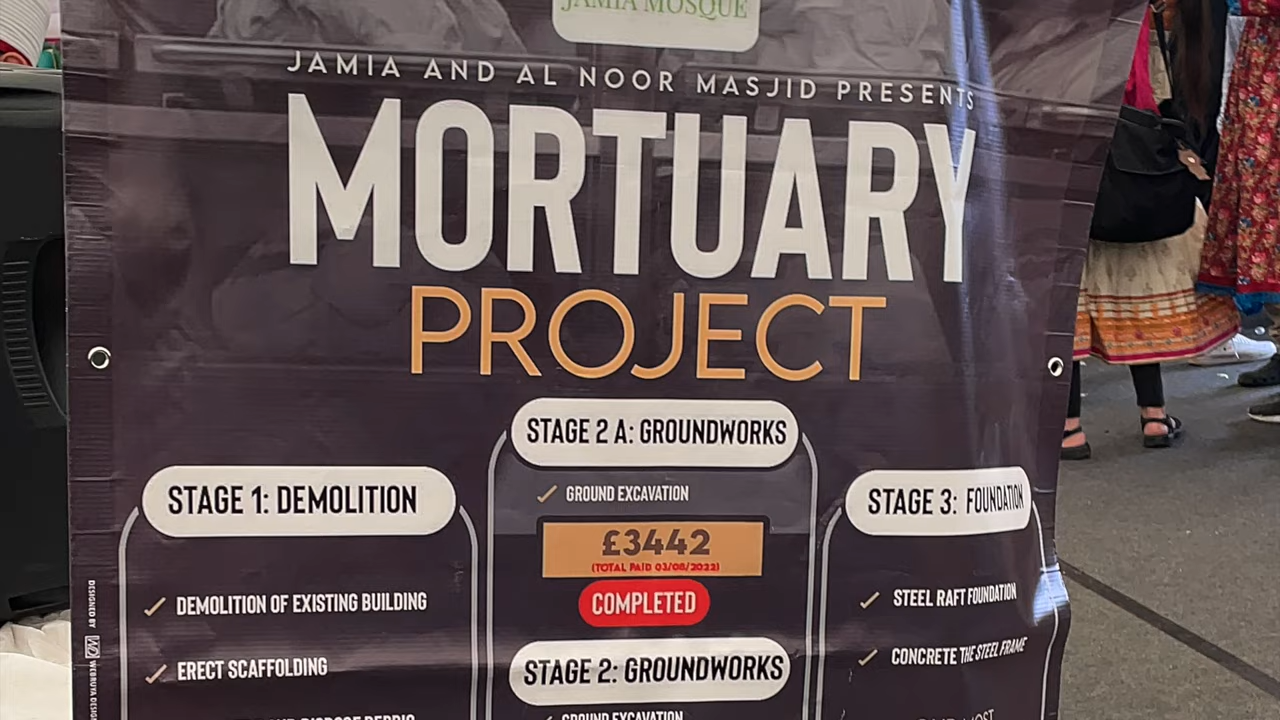 JAMIA MOSQUE
JAMIA AND AL NOOR MASJID PRESENTS
MORTUARY
PROJECT
STAGE 1: DEMOLITION
DEMOLITION OF EXISTING BUILDING
ERECT SCAFFOLDING
STAGE 2 A: GROUNDWORKS
GROUND EXCAVATION
£3442
(TOTAL PAID 03/08/2022)
COMPLETED
STAGE 2: GROUNDWORKS
GROUND EXCAVATION
STAGE 3: FOUNDATION
STEEL RAFT FOUNDATION
CONCRETE THE STEEL FRAME
DESIGNED BY